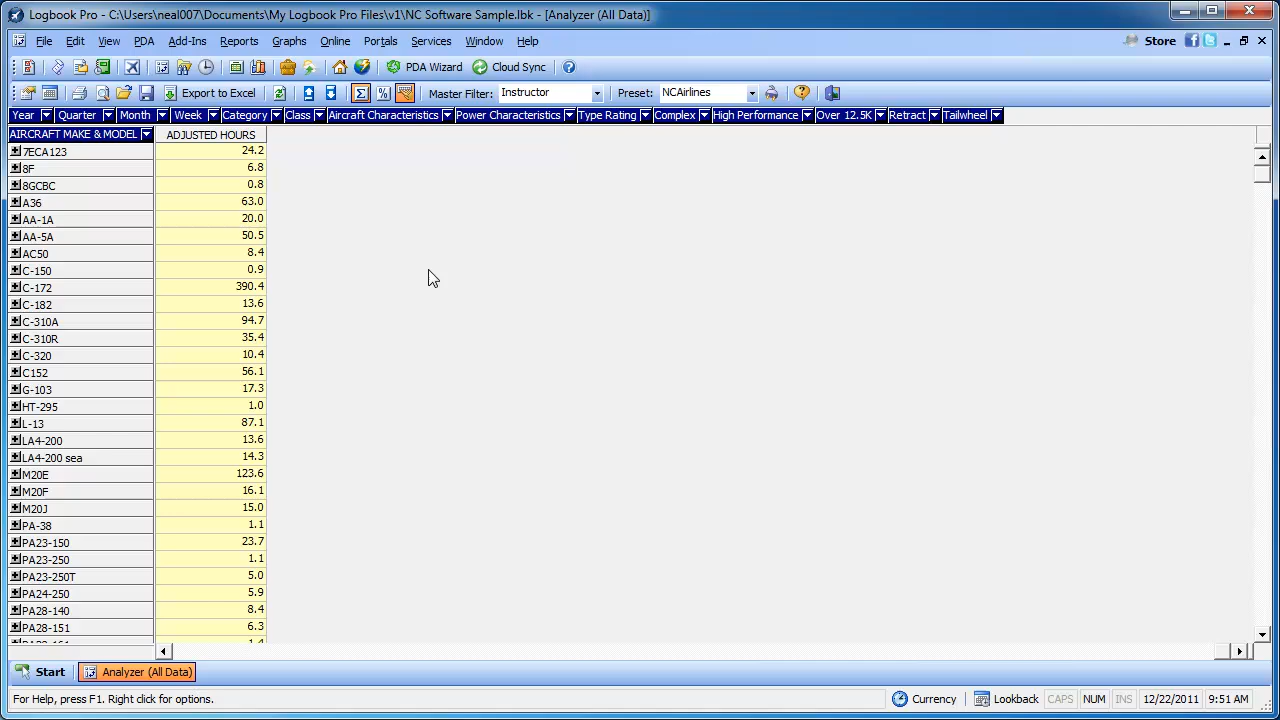 Logbook Pro - C:\Users\neal007\Documents\My Logbook Pro Files\v1\NC Software Sample.lbk - [Analyzer (All Data)]
File Edit View PDA Add-Ins Reports Graphs Online Portals Services Window Help Store
PDA Wizard Cloud Sync
Export to Excel Master Filter: Instructor Preset: NCAirlines
Year Quarter Month Week Category Class Aircraft Characteristics Power Characteristics Type Rating Complex High Performance Over 12.5K Retract Tailwheel
AIRCRAFT MAKE & MODEL ADJUSTED HOURS
7ECA123 24.2
8F 6.8
8GCBC 0.8
A36 63.0
AA-1A 20.0
AA-5A 50.5
AC50 8.4
C-150 0.9
C-172 390.4
C-182 13.6
C-310A 94.7
C-310R 35.4
C-320 10.4
C152 56.1
G-103 17.3
HT-295 1.0
L-13 87.1
LA4-200 13.6
LA4-200 sea 14.3
M20E 123.6
M20F 16.1
M20J 15.0
PA-38 1.1
PA23-150 23.7
PA23-250 1.1
PA23-250T 5.0
PA24-250 5.9
PA28-140 8.4
PA28-151 6.3
Start Analyzer (All Data)
For Help, press F1. Right click for options. Currency Lookback CAPS NUM INS 12/22/2011 9:51 AM